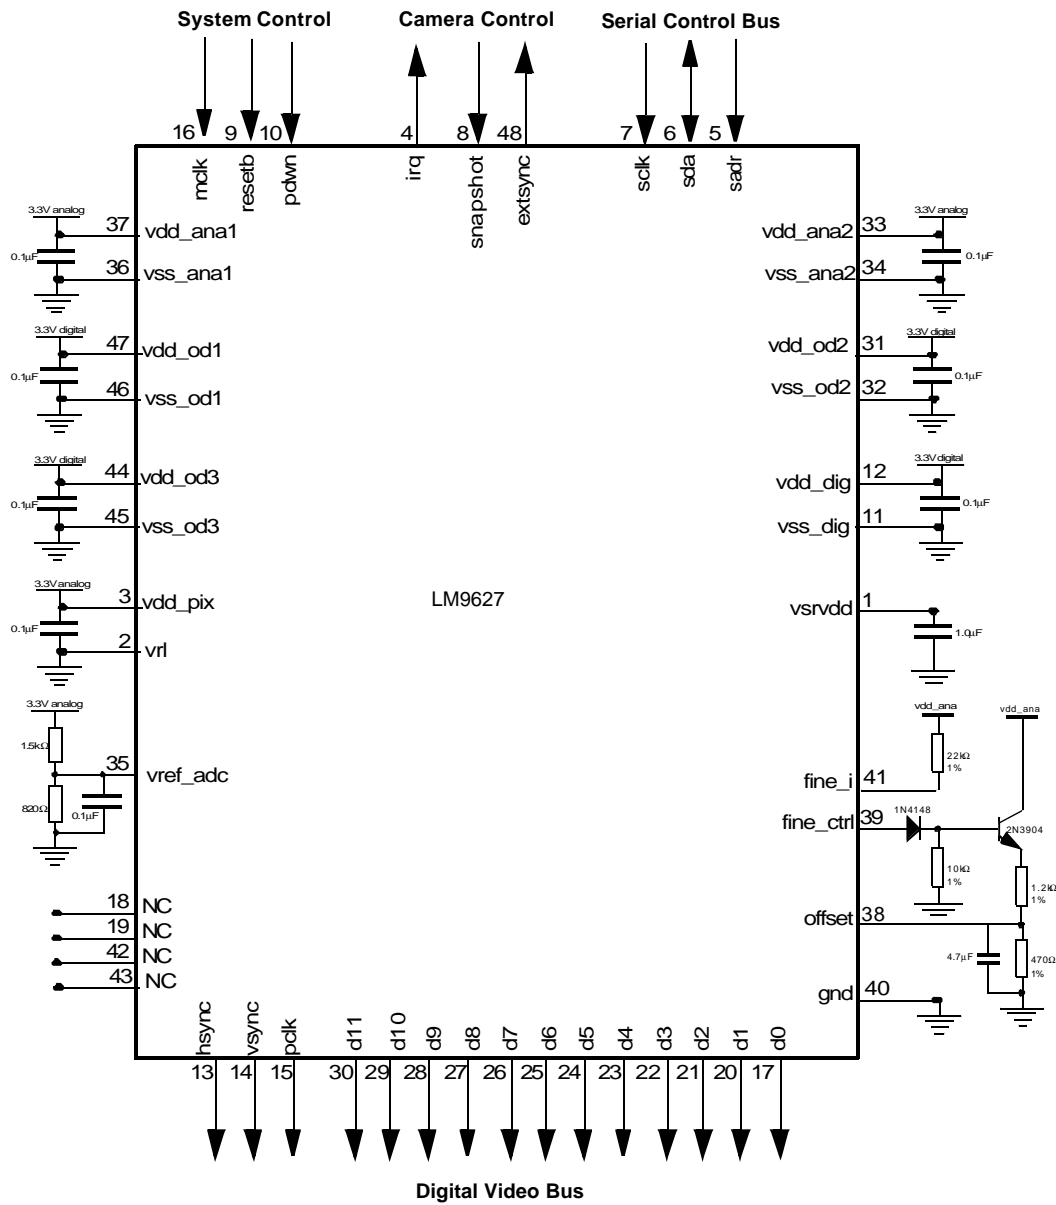 System Control
Camera Control
Serial Control Bus
16
9
10
4
8
48
7
6
5
mclk
resetb
pdwn
irq
snapshot
extsync
sclk
sda
sadr
3.3V analog
37
vdd_ana1
0.1µF
36
vss_ana1
3.3V digital
47
vdd_od1
0.1µF
46
vss_od1
3.3V digital
44
vdd_od3
0.1µF
45
vss_od3
3.3V analog
3
vdd_pix
0.1µF
2
vrl
3.3V analog
1.5kΩ
35
vref_adc
820Ω
0.1µF
18
NC
19
NC
42
NC
43
NC
LM9627
3.3V analog
vdd_ana2
33
0.1µF
vss_ana2
34
3.3V digital
vdd_od2
31
0.1µF
vss_od2
32
3.3V digital
vdd_dig
12
0.1µF
vss_dig
11
vsrvdd
1
1.0µF
vdd_ana
vdd_ana
22kΩ
1%
fine_i
41
1N4148
fine_ctrl
39
2N3904
10kΩ
1%
1.2kΩ
1%
offset
38
4.7µF
470Ω
1%
gnd
40
hsync
vsync
pclk
d11
d10
d9
d8
d7
d6
d5
d4
d3
d2
d1
d0
13
14
15
30
29
28
27
26
25
24
23
22
21
20
17
Digital Video Bus